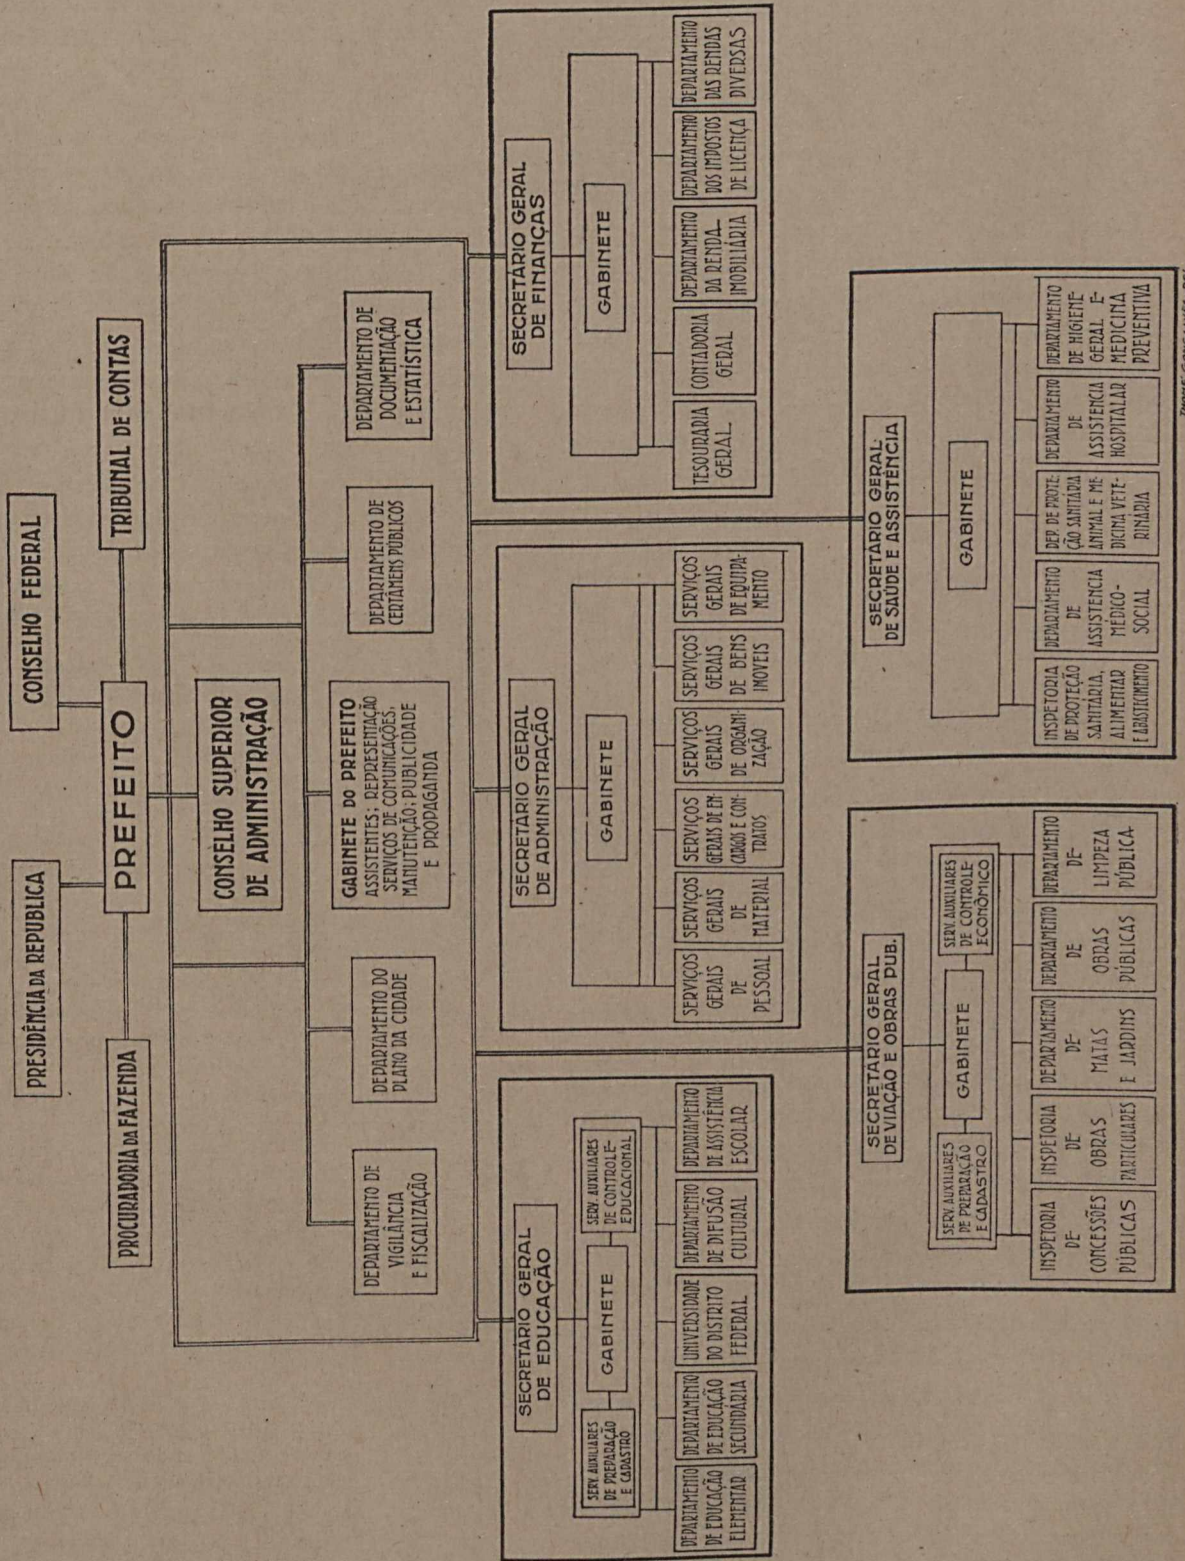 PRESIDÊNCIA DA REPUBLICA
CONSELHO FEDERAL
PROCURADORIA DA FAZENDA
PREFEITO
TRIBUNAL DE CONTAS
CONSELHO SUPERIOR
DE ADMINISTRAÇÃO
DEPARTAMENTO DE
VIGILÂNCIA
E FISCALIZAÇÃO
DEPARTAMENTO DO
PLANO DA CIDADE
GABINETE DO PREFEITO
ASSISTENTES; REPRESENTAÇÃO
SERVIÇOS DE COMUNICAÇÕES,
MANUTENÇÃO; PUBLICIDADE
E PROPAGANDA
DEPARTAMENTO DE
CERTÂMENS PÚBLICOS
DEPARTAMENTO DE
DOCUMENTAÇÃO
E ESTATÍSTICA
SECRETÁRIO GERAL
DE EDUCAÇÃO
SERV. AUXILIARES
DE PREPARAÇÃO
E CADASTRO
GABINETE
SERV. AUXILIARES
DE CONTROLE-
EDUCACIONAL
DEPARTAMENTO
DE EDUCAÇÃO
ELEMENTAR
DEPARTAMENTO
DE EDUCAÇÃO
SECUNDÁRIA
UNIVERSIDADE
DO DISTRITO
FEDERAL
DEPARTAMENTO
DE DIFUSÃO
CULTURAL
DEPARTAMENTO
DE ASSISTÊNCIA
ESCOLAR
SECRETÁRIO GERAL
DE ADMINISTRAÇÃO
GABINETE
SERVIÇOS
GERAIS
DE
PESSOAL
SERVIÇOS
GERAIS
DE
MATERIAL
SERVIÇOS
GERAIS DE EN-
CARGOS E CON-
TRATOS
SERVIÇOS
GERAIS
DE ORGANI-
ZAÇÃO
SERVIÇOS
GERAIS
DE BENS
IMOVEIS
SERVIÇOS
GERAIS
DE EQUIPA-
MENTO
SECRETÁRIO GERAL
DE FINANÇAS
GABINETE
TESOURARIA
GERAL
CONTADORIA
GERAL
DEPARTAMENTO
DA RENDA-
IMOBILIÁRIA
DEPARTAMENTO
DOS IMPOSTOS
DE LICENÇA
DEPARTAMENTO
DAS RENDAS
DIVERSAS
SECRETÁRIO GERAL
DE VIAÇÃO E OBRAS PUB.
SERV. AUXILIARES
DE PREPARAÇÃO
E CADASTRO
GABINETE
SERV. AUXILIARES
DE CONTROLE-
ECONÔMICO
INSPETORIA
DE
CONCESSÕES
PÚBLICAS
INSPETORIA
DE
OBRAS
PARTICULARES
DEPARTAMENTO
DE-
MATAS
E JARDINS
DEPARTAMENTO
DE
OBRAS
PÚBLICAS
DEPARTAMENTO
DE-
LIMPEZA
PÚBLICA-
SECRETÁRIO GERAL-
DE SAÚDE E ASSISTÊNCIA
GABINETE
INSPETORIA
DE PROTEÇÃO
SANITARIA,
ALIMENTAR
E ABASTECIMENTO
DEPARTAMENTO
DE
ASSISTENCIA
MÉDICO-
SOCIAL
DEP. DE PROTE-
ÇÃO SANITÁRIA
ANIMAL E ME-
DICINA VETE-
RINÁRIA
DEPARTAMENTO
DE
ASSISTENCIA
HOSPITALAR
DEPARTAMENTO
DE HIGIENE-
GERAL E-
MEDICINA
PREVENTIVA